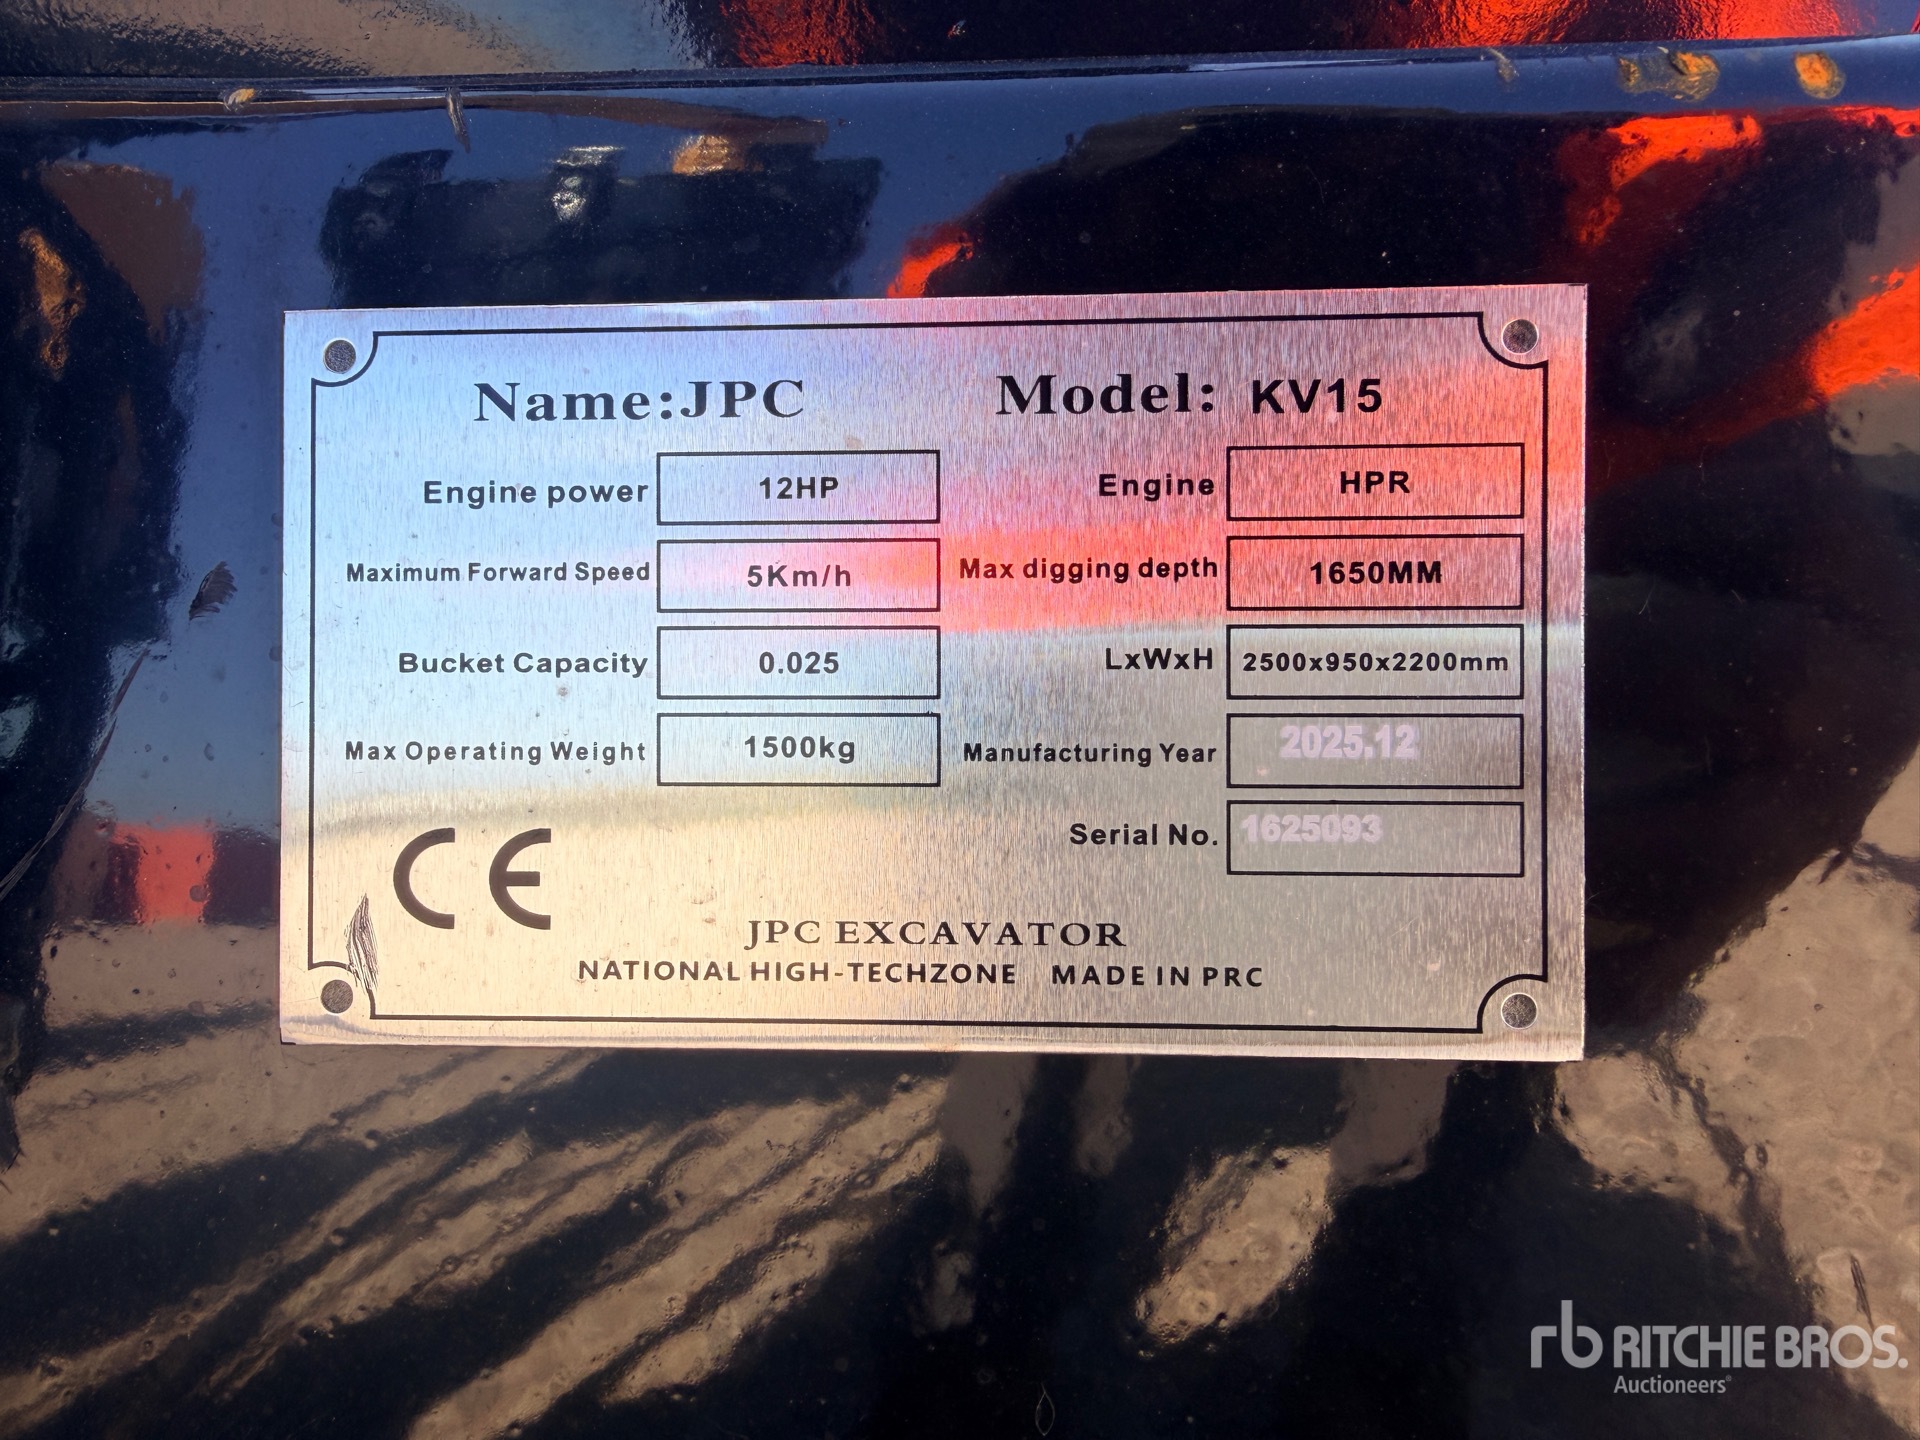 Name:JPC Model: KV15
Engine power 12HP Engine HPR
Maximum Forward Speed 5Km/h Max digging depth 1650MM
Bucket Capacity 0.025 LxWxH 2500x950x2200mm
Max Operating Weight 1500kg Manufacturing Year 2025.12
Serial No. 1625093
CE
JPC EXCAVATOR
NATIONAL HIGH-TECHZONE MADE IN PRC
rb RITCHIE BROS.
Auctioneers®